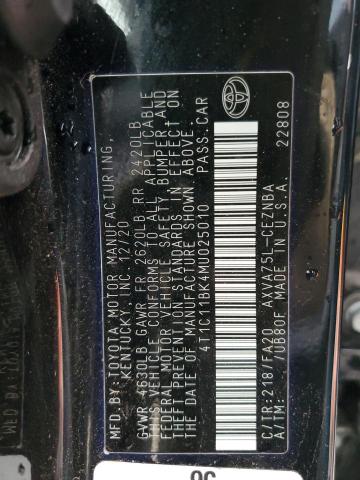 MFD.BY: TOYOTA MOTOR MANUFACTURING,
KENTUCKY, INC. 12/20
GVWR 4630LB GAWR FR 2620LB RR 2420LB
THIS VEHICLE CONFORMS TO ALL APPLICABLE
FEDERAL MOTOR VEHICLE SAFETY, BUMPER, AND
THEFT PREVENTION STANDARDS IN EFFECT ON
THE DATE OF MANUFACTURE SHOWN ABOVE.
4T1C11BK4MU025010 PASS.CAR
C/TR:218/FA20 AXVA75L-CEZNBA
A/TM: -/UB80F MADE IN U.S.A. 22808